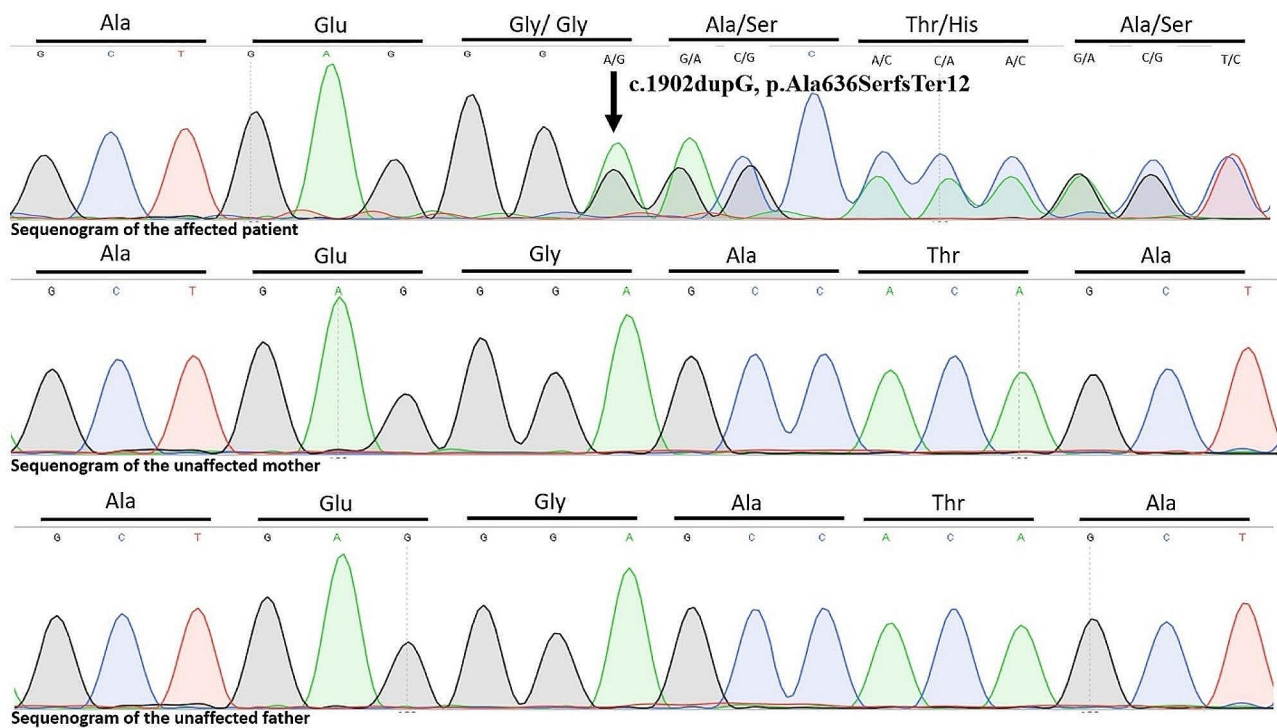 Ala Glu Gly/ Gly Ala/Ser Thr/His Ala/Ser
G C T G A G G G A/G G/A C/G C A/C C/A A/C G/A C/G T/C
c.1902dupG, p.Ala636SerfsTer12
Sequenogram of the affected patient
Ala Glu Gly Ala Thr Ala
G C T G A G G G A G C C A C A G C T
Sequenogram of the unaffected mother
Ala Glu Gly Ala Thr Ala
G C T G A G G G A G C C A C A G C T
Sequenogram of the unaffected father